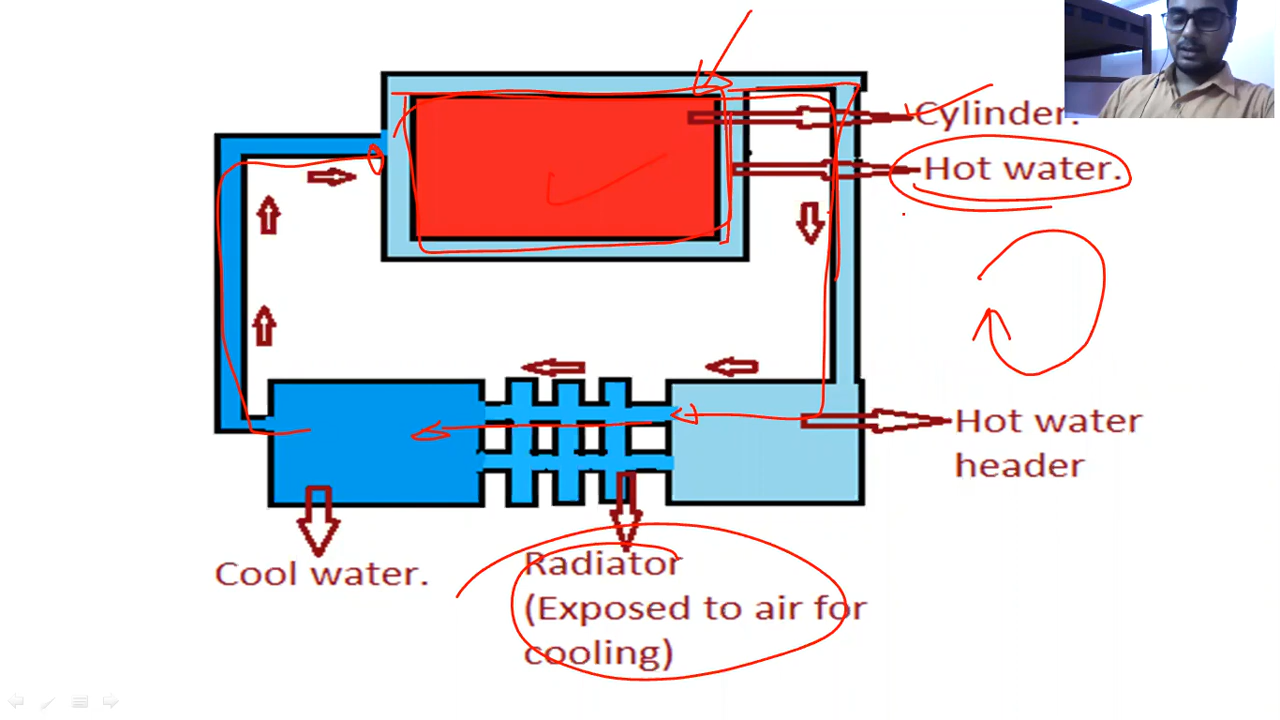 Cylinder.
Hot water.
Hot water
header
Cool water.
Radiator
(Exposed to air for
cooling)